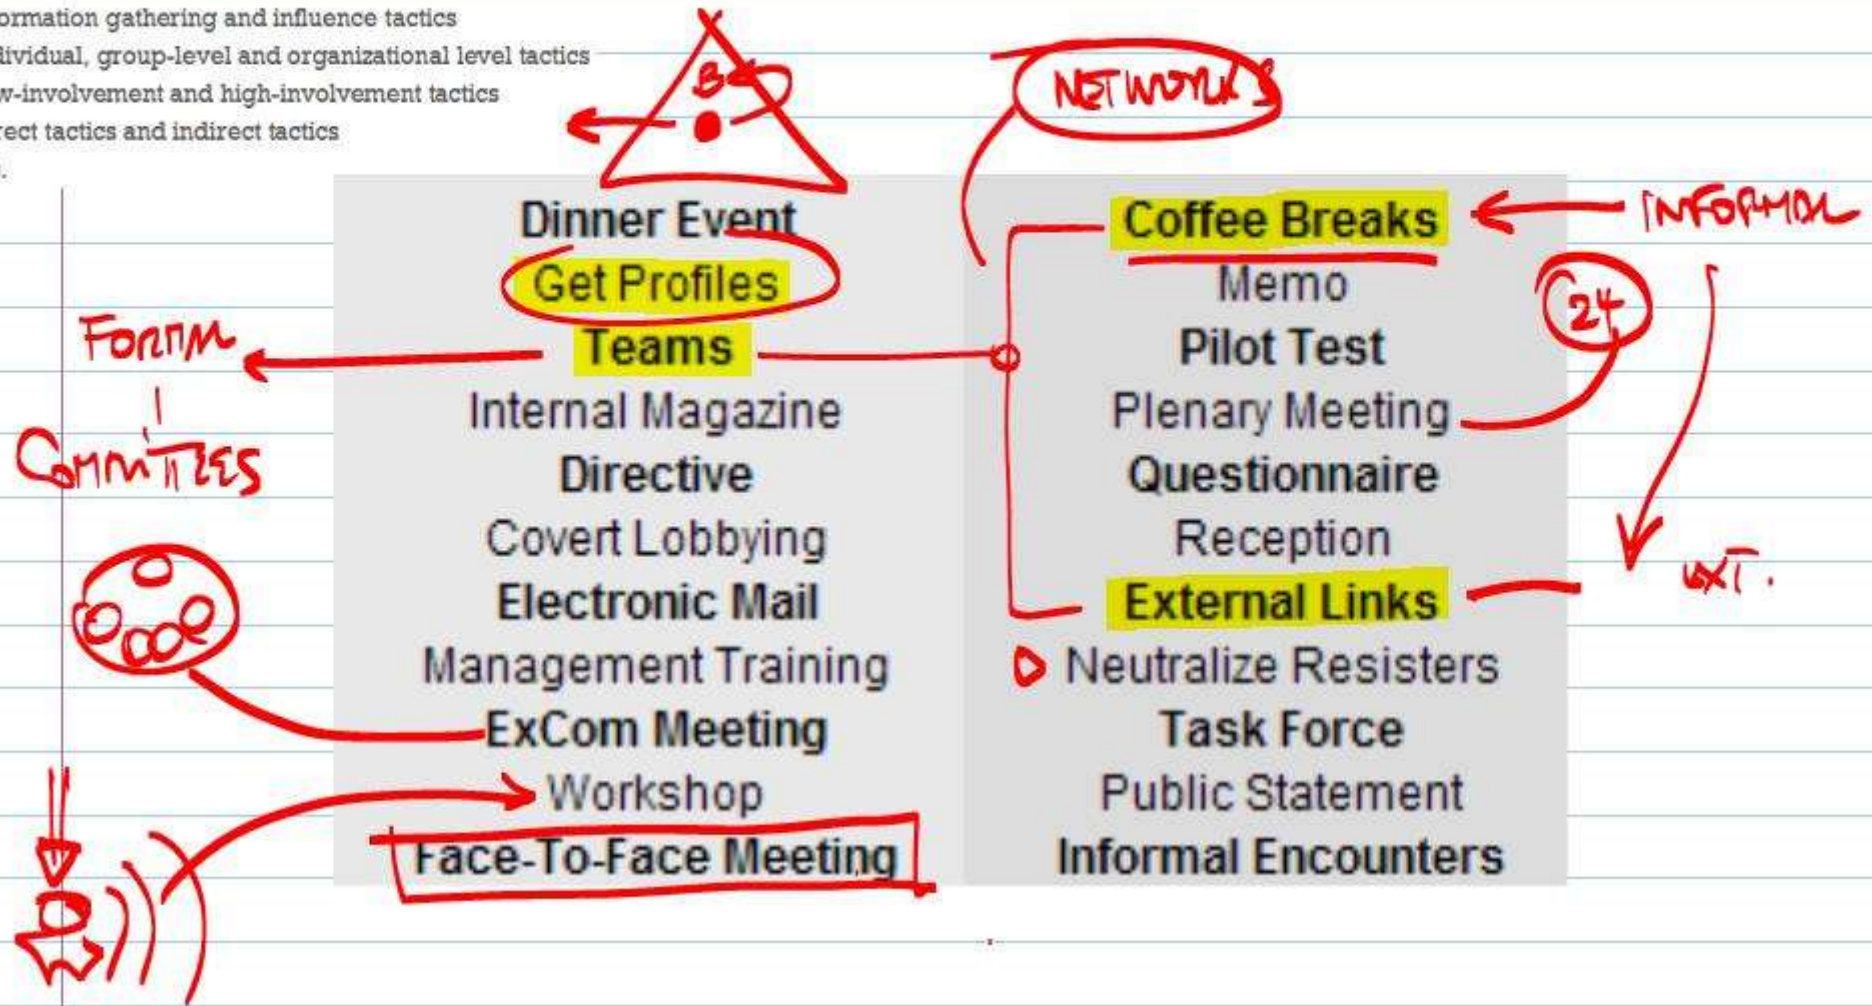 ormation gathering and influence tactics
dividual, group-level and organizational level tactics
w-involvement and high-involvement tactics
rect tactics and indirect tactics
B
NETWORKS
Dinner Event
Get Profiles
Teams
Internal Magazine
Directive
Covert Lobbying
Electronic Mail
Management Training
ExCom Meeting
Workshop
Face-To-Face Meeting
Coffee Breaks
Memo
Pilot Test
Plenary Meeting
Questionnaire
Reception
External Links
Neutralize Resisters
Task Force
Public Statement
Informal Encounters
INFORMAL
24
EXT.
COMMITTEES